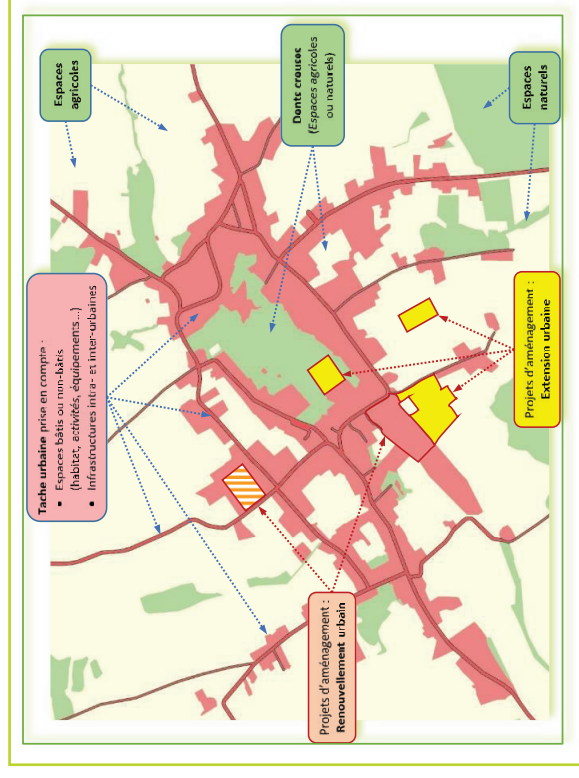 Tache urbaine prise en compte :
▪ Espaces bâtis ou non-bâtis
(habitat, activités, équipements...)
• Infrastructures intra- et inter-urbaines
Espaces
agricoles
Dents creuses
(Espaces agricoles
ou naturels)
Espaces
naturels
Projets d'aménagement :
Renouvellement urbain
Projets d'aménagement :
Extension urbaine